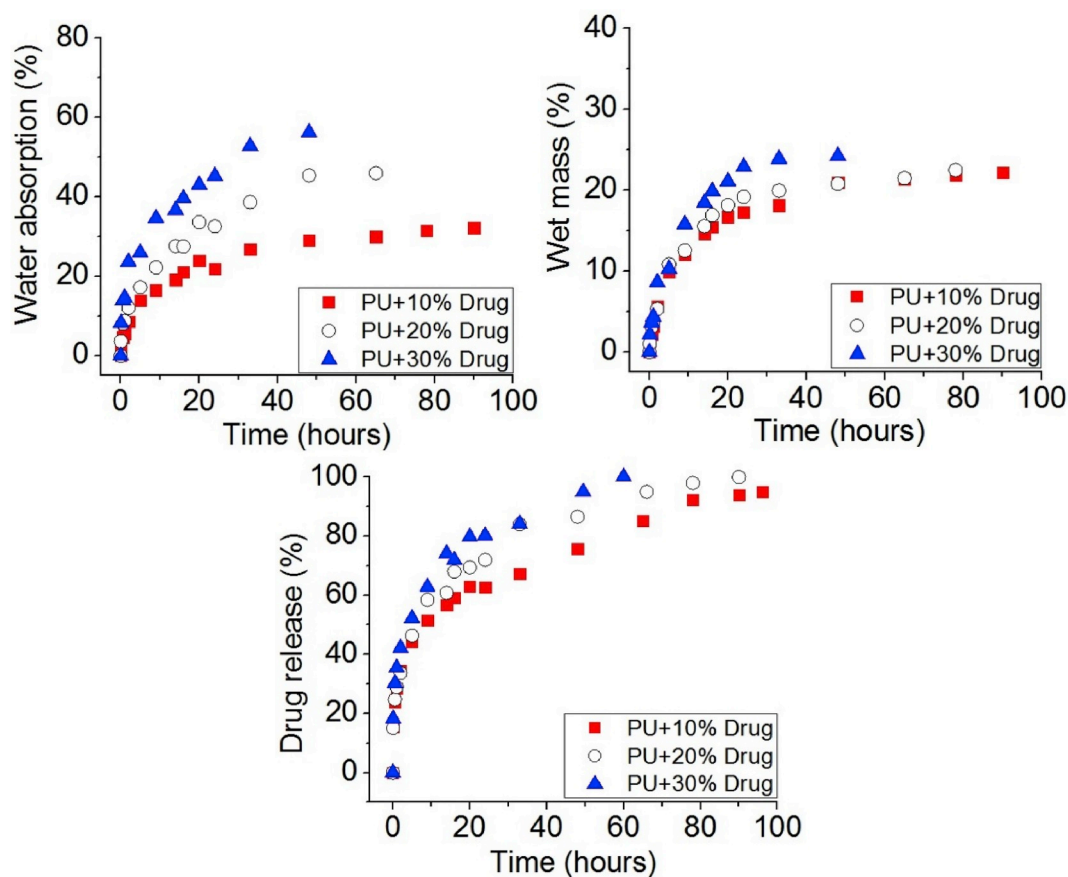 80
60
40
20
0
Water absorption (%)
PU+10% Drug
PU+20% Drug
PU+30% Drug
0 20 40 60 80 100
Time (hours)
40
30
20
10
0
Wet mass (%)
PU+10% Drug
PU+20% Drug
PU+30% Drug
0 20 40 60 80 100
Time (hours)
100
80
60
40
20
0
Drug release (%)
PU+10% Drug
PU+20% Drug
PU+30% Drug
0 20 40 60 80 100
Time (hours)